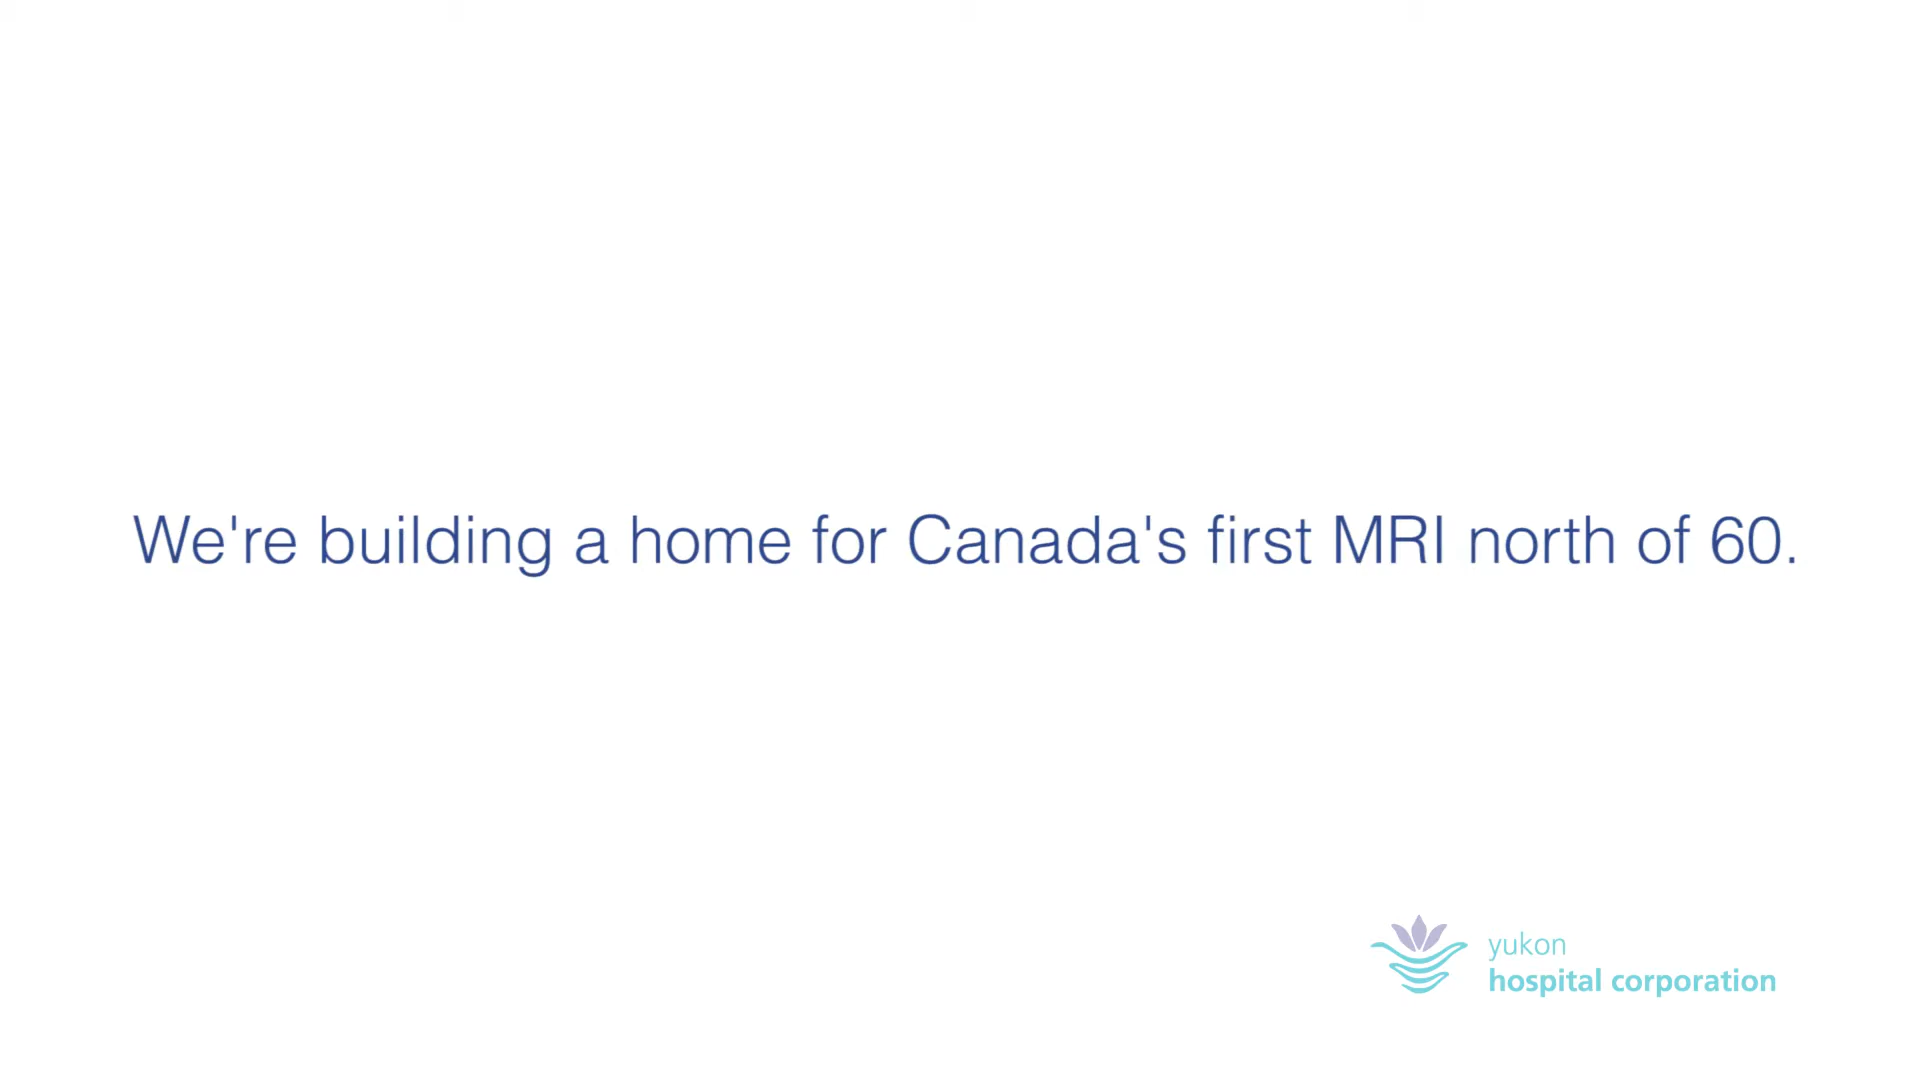 We're building a home for Canada's first MRI north of 60.
yukon
hospital corporation